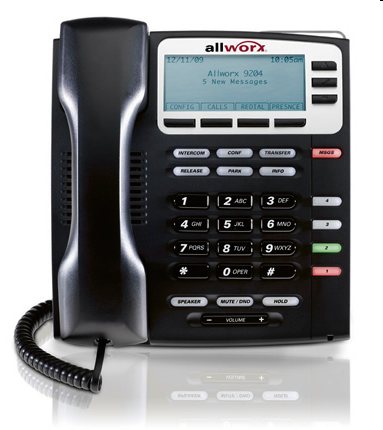 allworx
12/11/09 10:05am
Allworx 9204
5 New Messages
CONFIG CALLS REDIAL PRESNCE
INTERCOM CONF TRANSFER MSGS
RELEASE PARK INFO
1 2 ABC 3 DEF 4
4 GHI 5 JKL 6 MNO 3
7 PQRS 8 TUV 9 WXYZ 2
* 0 OPER # 1
SPEAKER MUTE / DND HOLD
- VOLUME +